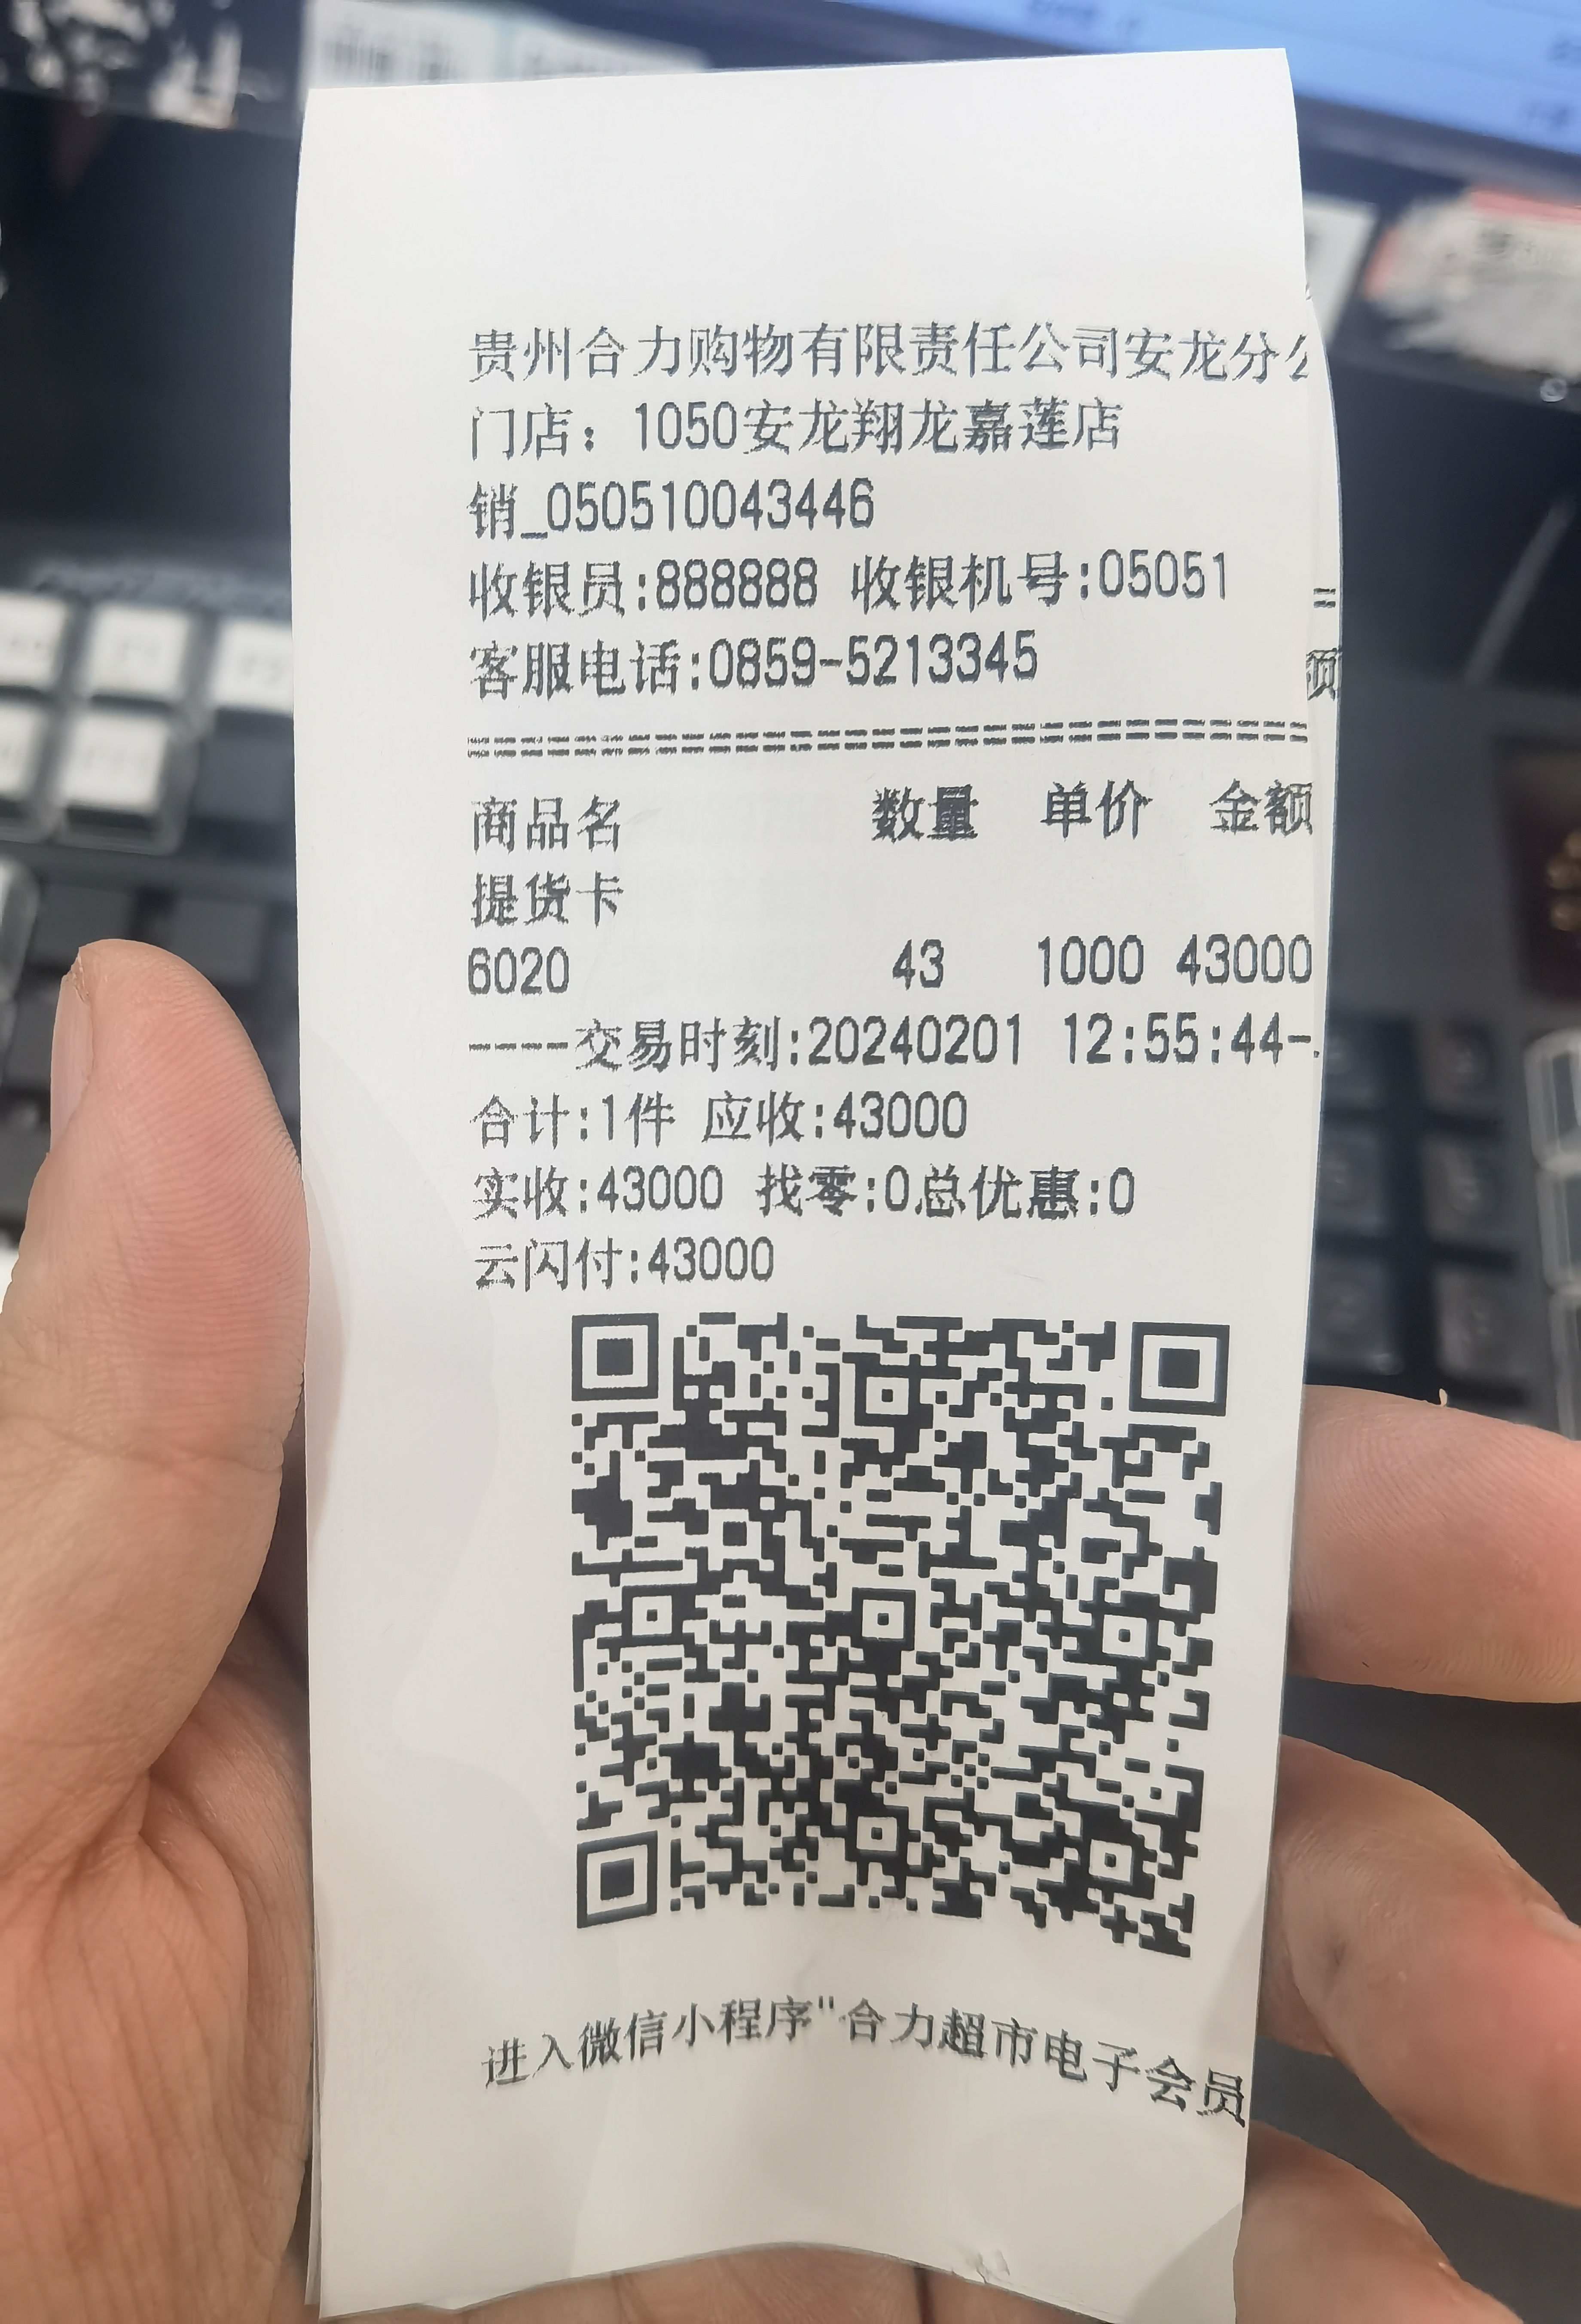 贵州合力购物有限责任公司安龙分公
门店：1050安龙翔龙嘉莲店
销_050510043446
收银员:888888 收银机号:05051
客服电话:0859-5213345
================================
商品名 数量 单价 金额
提货卡
6020 43 1000 43000
----交易时刻:20240201 12:55:44-
合计:1件 应收:43000
实收:43000 找零:0总优惠:0
云闪付:43000
进入微信小程序"合力超市电子会员